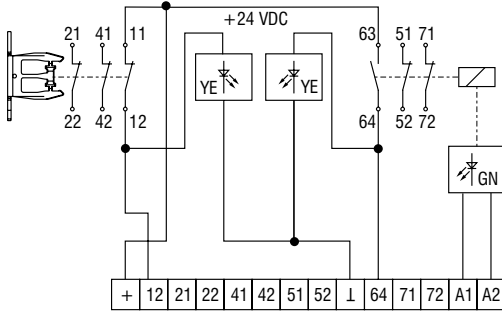 +24 VDC
21 41 11
63 51 71
YE YE
22 42 12
64 52 72
GN
+ 12 21 22 41 42 51 52 ⊥ 64 71 72 A1 A2